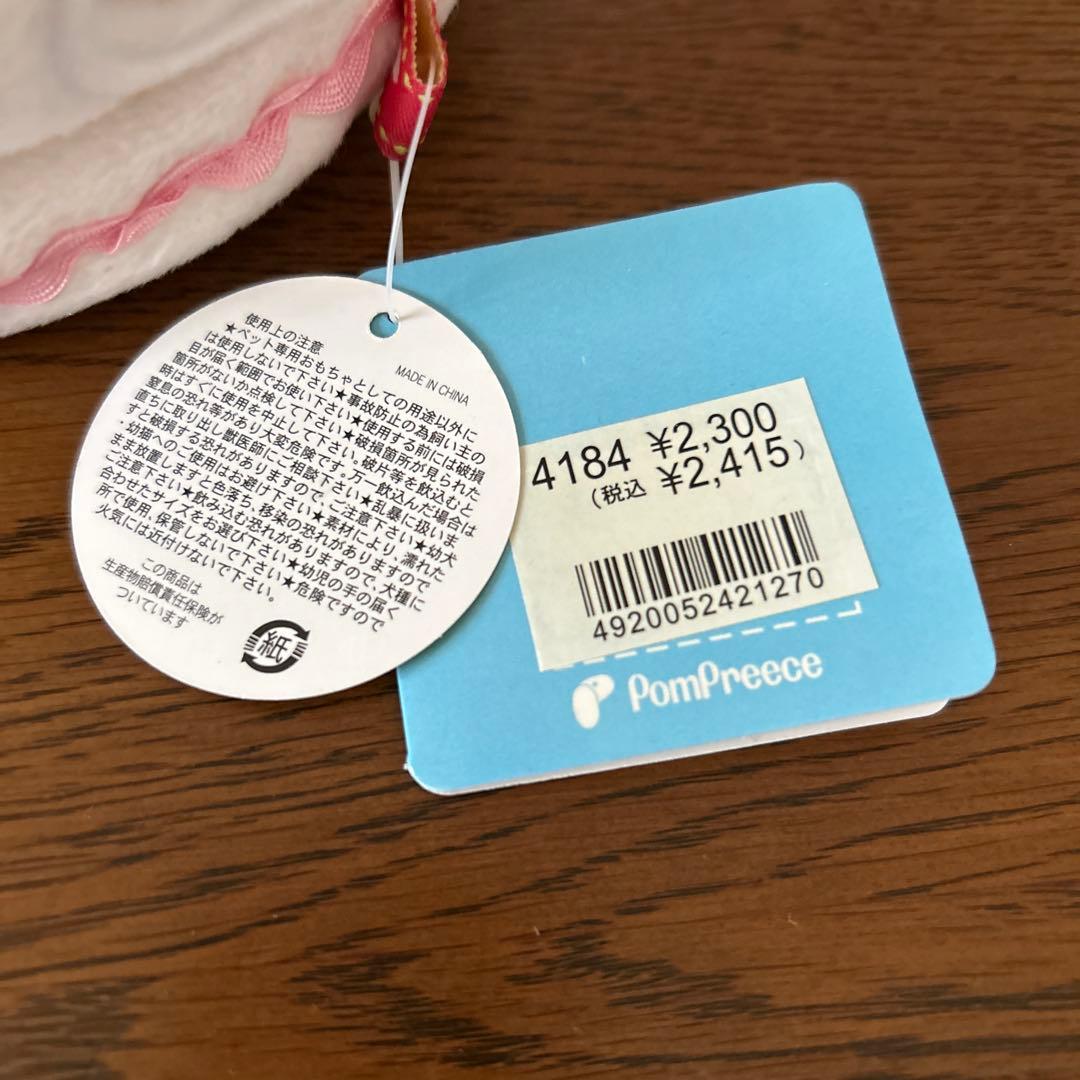 使用上の注意
★ペット専用おもちゃとしての用途以外に
は使用しないで下さい★事故防止の為飼い主の
目が届く範囲でお使い下さい★使用する前には破損
箇所がないか点検して下さい★破損箇所が見られた
時はすぐに使用を中止して下さい。破片等を飲込むと
窒息の恐れ等があり大変危険です。万一飲込んだ場合は
直ちに取り出し獣医師にご相談下さい★乱暴に扱いま
すと破損する恐れがありますので、ご注意下さい★幼犬
・幼猫へのご使用はお避け下さい★素材により、濡れた
まま放置しますと色落ち、移染の恐れがありますので
ご注意下さい★飲み込む恐れがありますので、犬種に
合わせたサイズをお選び下さい★幼児の手の届く
所で使用、保管しないで下さい★危険ですので
火気には近付けないで下さい。
MADE IN CHINA
この商品は
生産物賠償責任保険が
ついています
紙
4184 ¥2,300
(税込 ¥2,415)
4920052421270
PomPreece